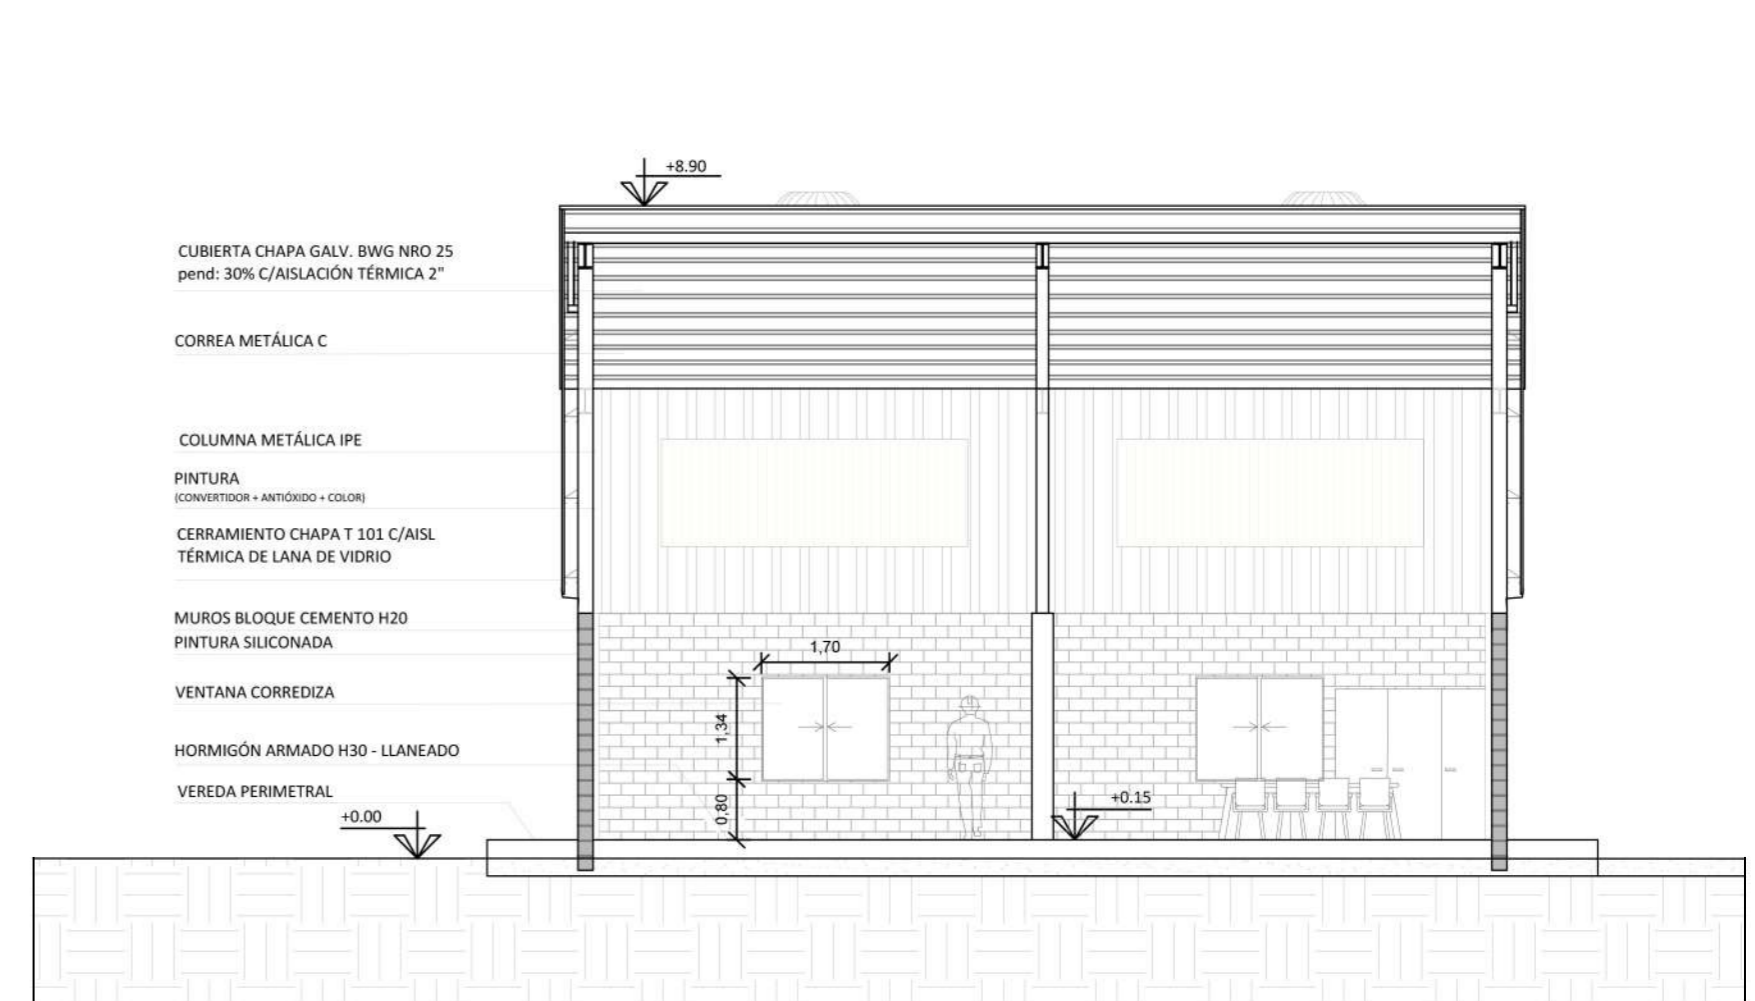 +8.90
CUBIERTA CHAPA GALV. BWG NRO 25
pend: 30% C/AISLACIÓN TÉRMICA 2"
CORREA METÁLICA C
COLUMNA METÁLICA IPE
PINTURA
(CONVERTIDOR + ANTIÓXIDO + COLOR)
CERRAMIENTO CHAPA T 101 C/AISL
TÉRMICA DE LANA DE VIDRIO
MUROS BLOQUE CEMENTO H20
PINTURA SILICONADA
1,70
VENTANA CORREDIZA
1,34
HORMIGÓN ARMADO H30 - LLANEADO
VEREDA PERIMETRAL
0,80
+0.15
+0.00